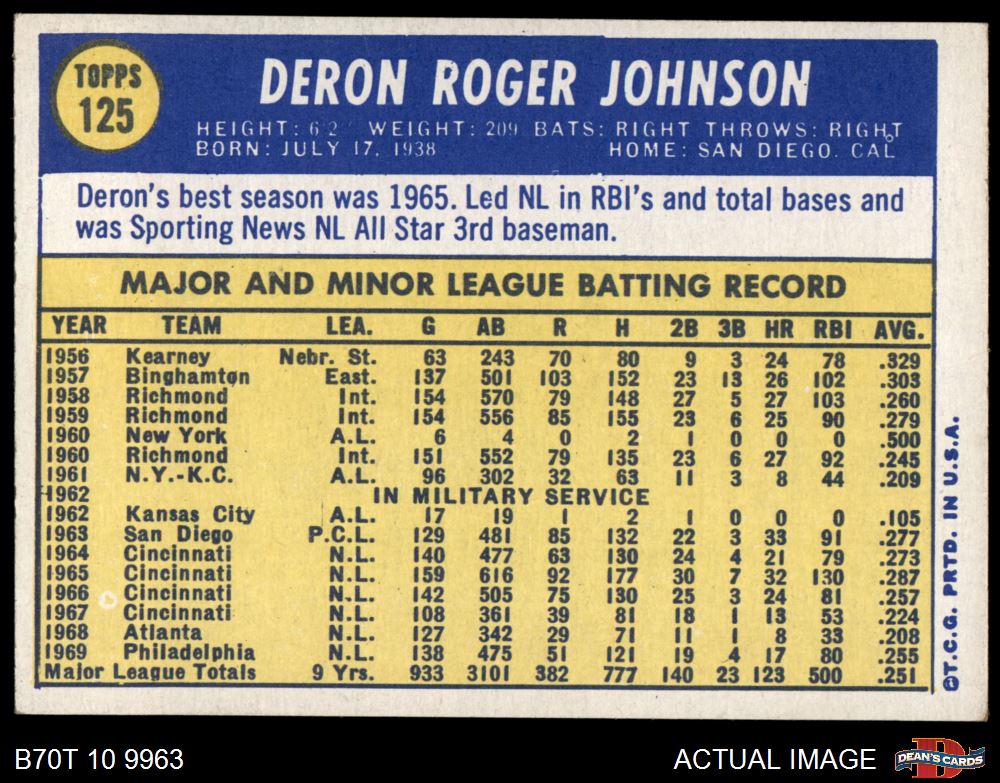 TOPPS
125
DERON ROGER JOHNSON
HEIGHT: 6 2 WEIGHT: 209 BATS: RIGHT THROWS: RIGHT
BORN: JULY 17, 1938 HOME: SAN DIEGO. CAL
Deron's best season was 1965. Led NL in RBI's and total bases and
was Sporting News NL All Star 3rd baseman.
MAJOR AND MINOR LEAGUE BATTING RECORD
YEAR TEAM LEA. G AB R H 2B 3B HR RBI AVG.
1956 Kearney Nebr. St. 63 243 70 80 9 3 24 78 .329
1957 Binghamton East. 137 501 103 152 23 13 26 102 .303
1958 Richmond Int. 154 570 79 148 27 5 27 103 .260
1959 Richmond Int. 154 556 85 155 23 6 25 90 .279
1960 New York A.L. 6 4 0 2 1 0 0 0 .500
1960 Richmond Int. 151 552 79 135 23 6 27 92 .245
1961 N.Y.-K.C. A.L. 96 302 32 63 11 3 8 44 .209
1962 IN MILITARY SERVICE
1962 Kansas City A.L. 17 19 1 2 1 0 0 0 .105
1963 San Diego P.C.L. 129 481 85 132 22 3 33 91 .277
1964 Cincinnati N.L. 140 477 63 130 24 4 21 79 .273
1965 Cincinnati N.L. 159 616 92 177 30 7 32 130 .287
1966 Cincinnati N.L. 142 505 75 130 25 3 24 81 .257
1967 Cincinnati N.L. 108 361 39 81 18 1 13 53 .224
1968 Atlanta N.L. 127 342 29 71 11 1 8 33 .208
1969 Philadelphia N.L. 138 475 51 121 19 4 17 80 .255
Major League Totals 9 Yrs. 933 3101 382 777 140 23 123 500 .251
©T.C.G. PRTD. IN U.S.A.
B70T 10 9963
ACTUAL IMAGE
D
DEAN'S CARDS